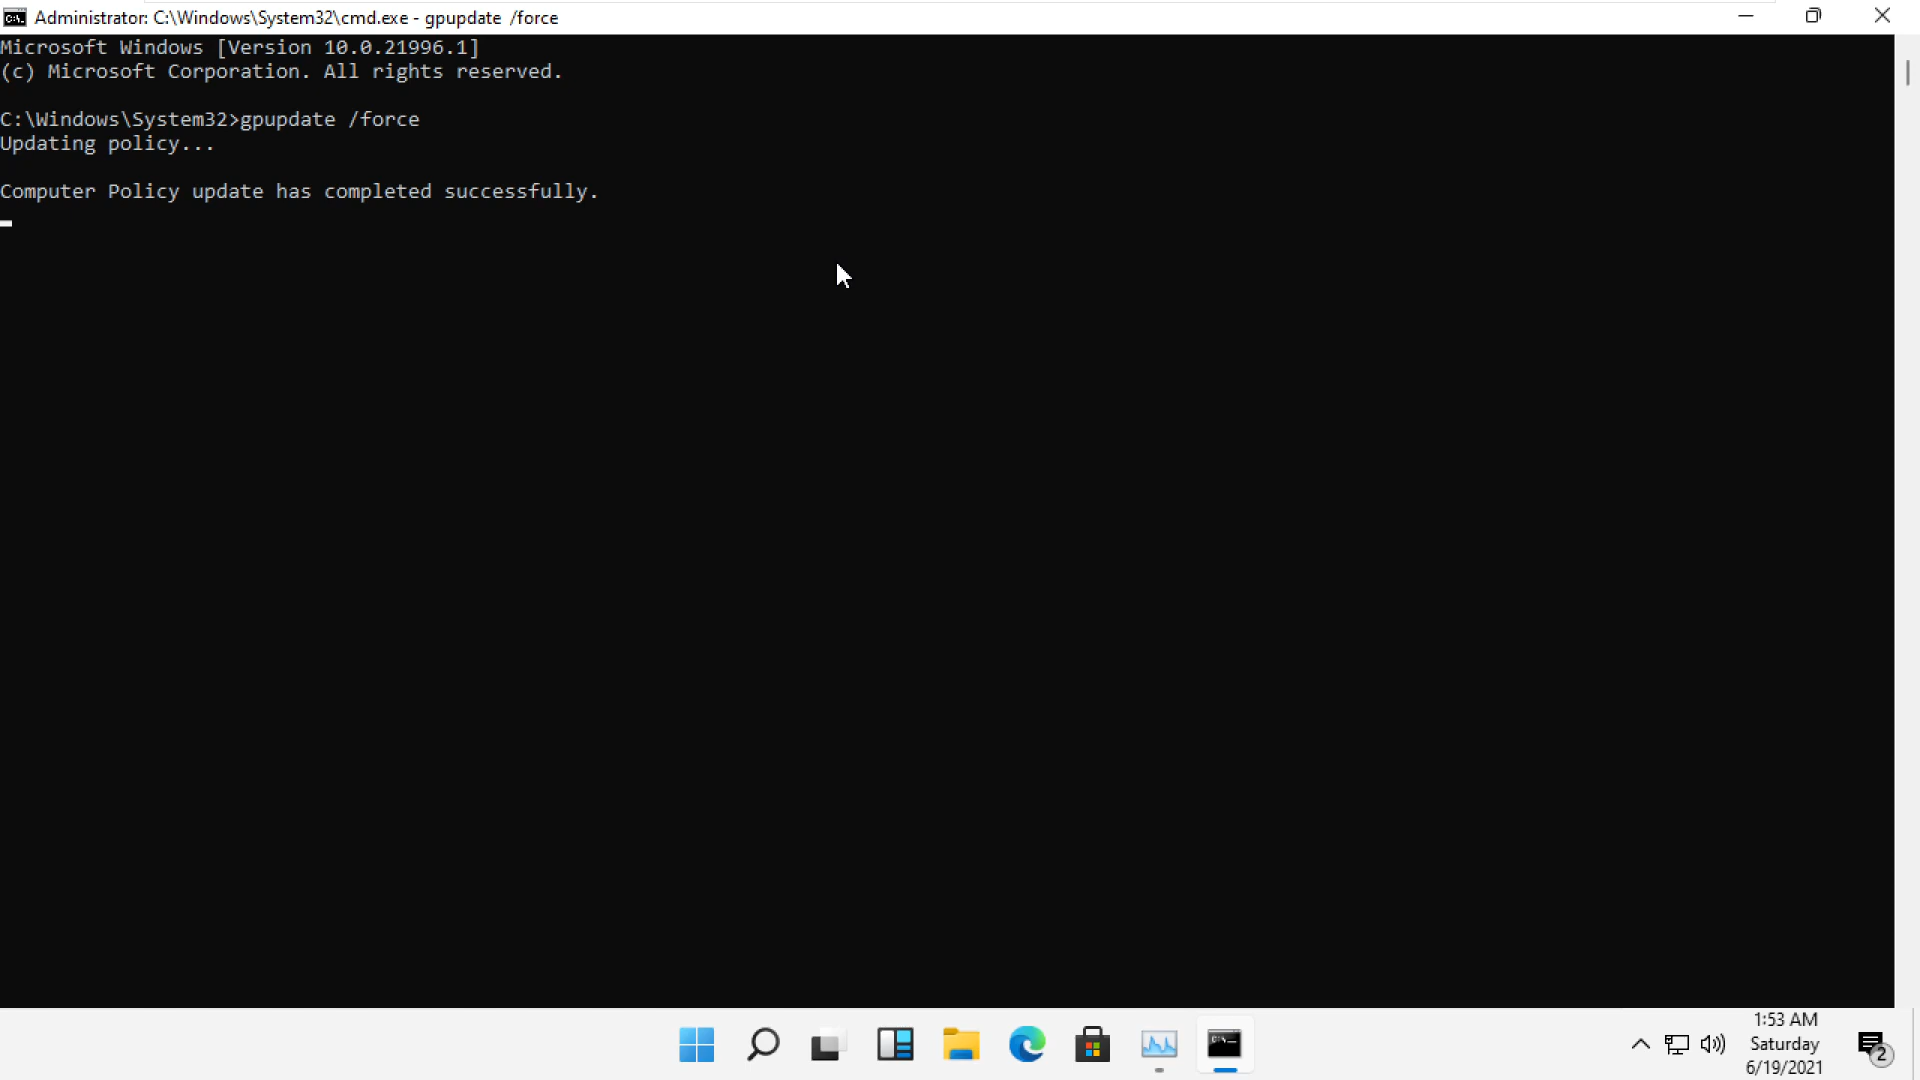 Administrator: C:\Windows\System32\cmd.exe - gpupdate /force
Microsoft Windows [Version 10.0.21996.1]
(c) Microsoft Corporation. All rights reserved.
C:\Windows\System32>gpupdate /force
Updating policy...
Computer Policy update has completed successfully.
1:53 AM
Saturday
6/19/2021
2